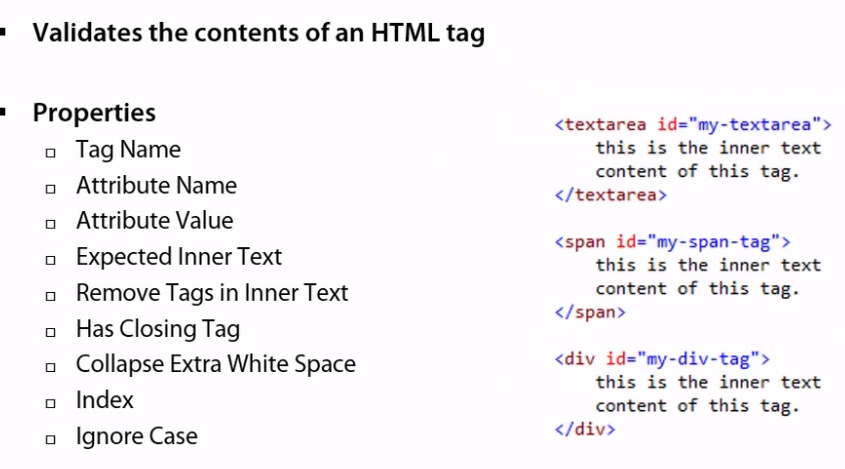 Validates the contents of an HTML tag
Properties
Tag Name
Attribute Name
Attribute Value
Expected Inner Text
Remove Tags in Inner Text
Has Closing Tag
Collapse Extra White Space
Index
Ignore Case
<textarea id="my-textarea">
this is the inner text
content of this tag.
</textarea>
<span id="my-span-tag">
this is the inner text
content of this tag.
</span>
<div id="my-div-tag">
this is the inner text
content of this tag.
</div>